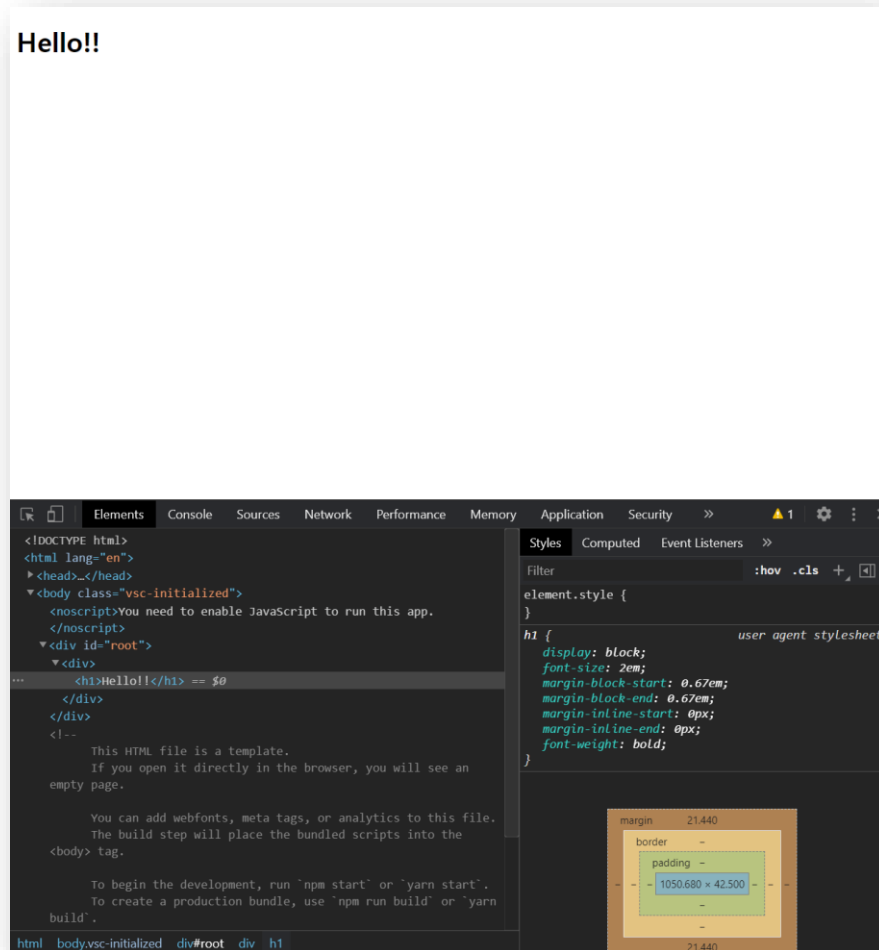 Hello!!
Elements Console Sources Network Performance Memory Application Security » 1
<!DOCTYPE html>
<html lang="en">
<head>…</head>
<body class="vsc-initialized">
<noscript>You need to enable JavaScript to run this app.
</noscript>
<div id="root">
<div>
<h1>Hello!!</h1> == $0
</div>
</div>
<!--
This HTML file is a template.
If you open it directly in the browser, you will see an
empty page.
You can add webfonts, meta tags, or analytics to this file.
The build step will place the bundled scripts into the
<body> tag.
To begin the development, run `npm start` or `yarn start`.
To create a production bundle, use `npm run build` or `yarn
build`.
html body.vsc-initialized div#root div h1
Styles Computed Event Listeners »
Filter :hov .cls +
element.style {
}
h1 { user agent stylesheet
display: block;
font-size: 2em;
margin-block-start: 0.67em;
margin-block-end: 0.67em;
margin-inline-start: 0px;
margin-inline-end: 0px;
font-weight: bold;
}
margin 21.440
border –
padding –
– – – 1050.680 × 42.500 – – –
–
–
21.440